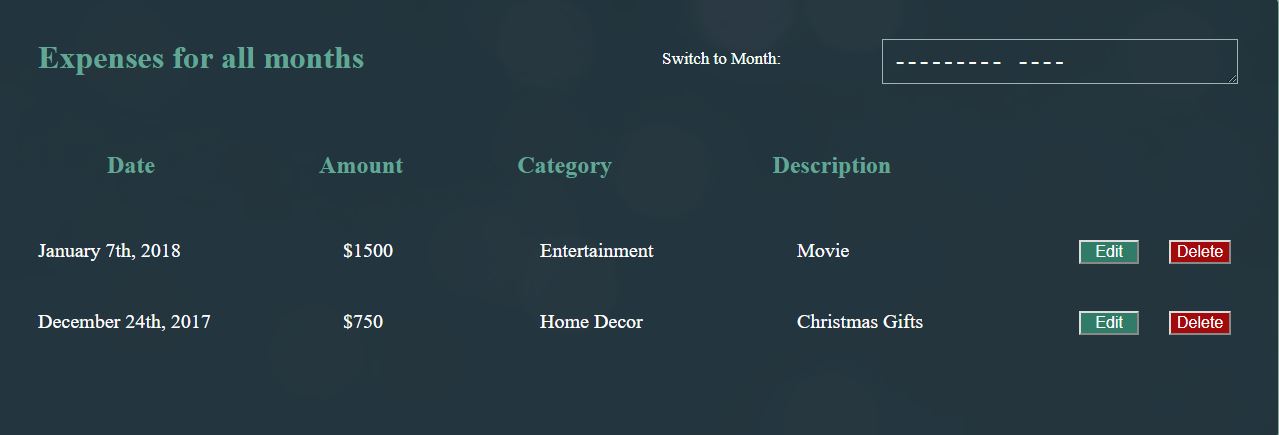 Expenses for all months
Switch to Month:
--------- ----
Date Amount Category Description
January 7th, 2018 $1500 Entertainment Movie Edit Delete
December 24th, 2017 $750 Home Decor Christmas Gifts Edit Delete